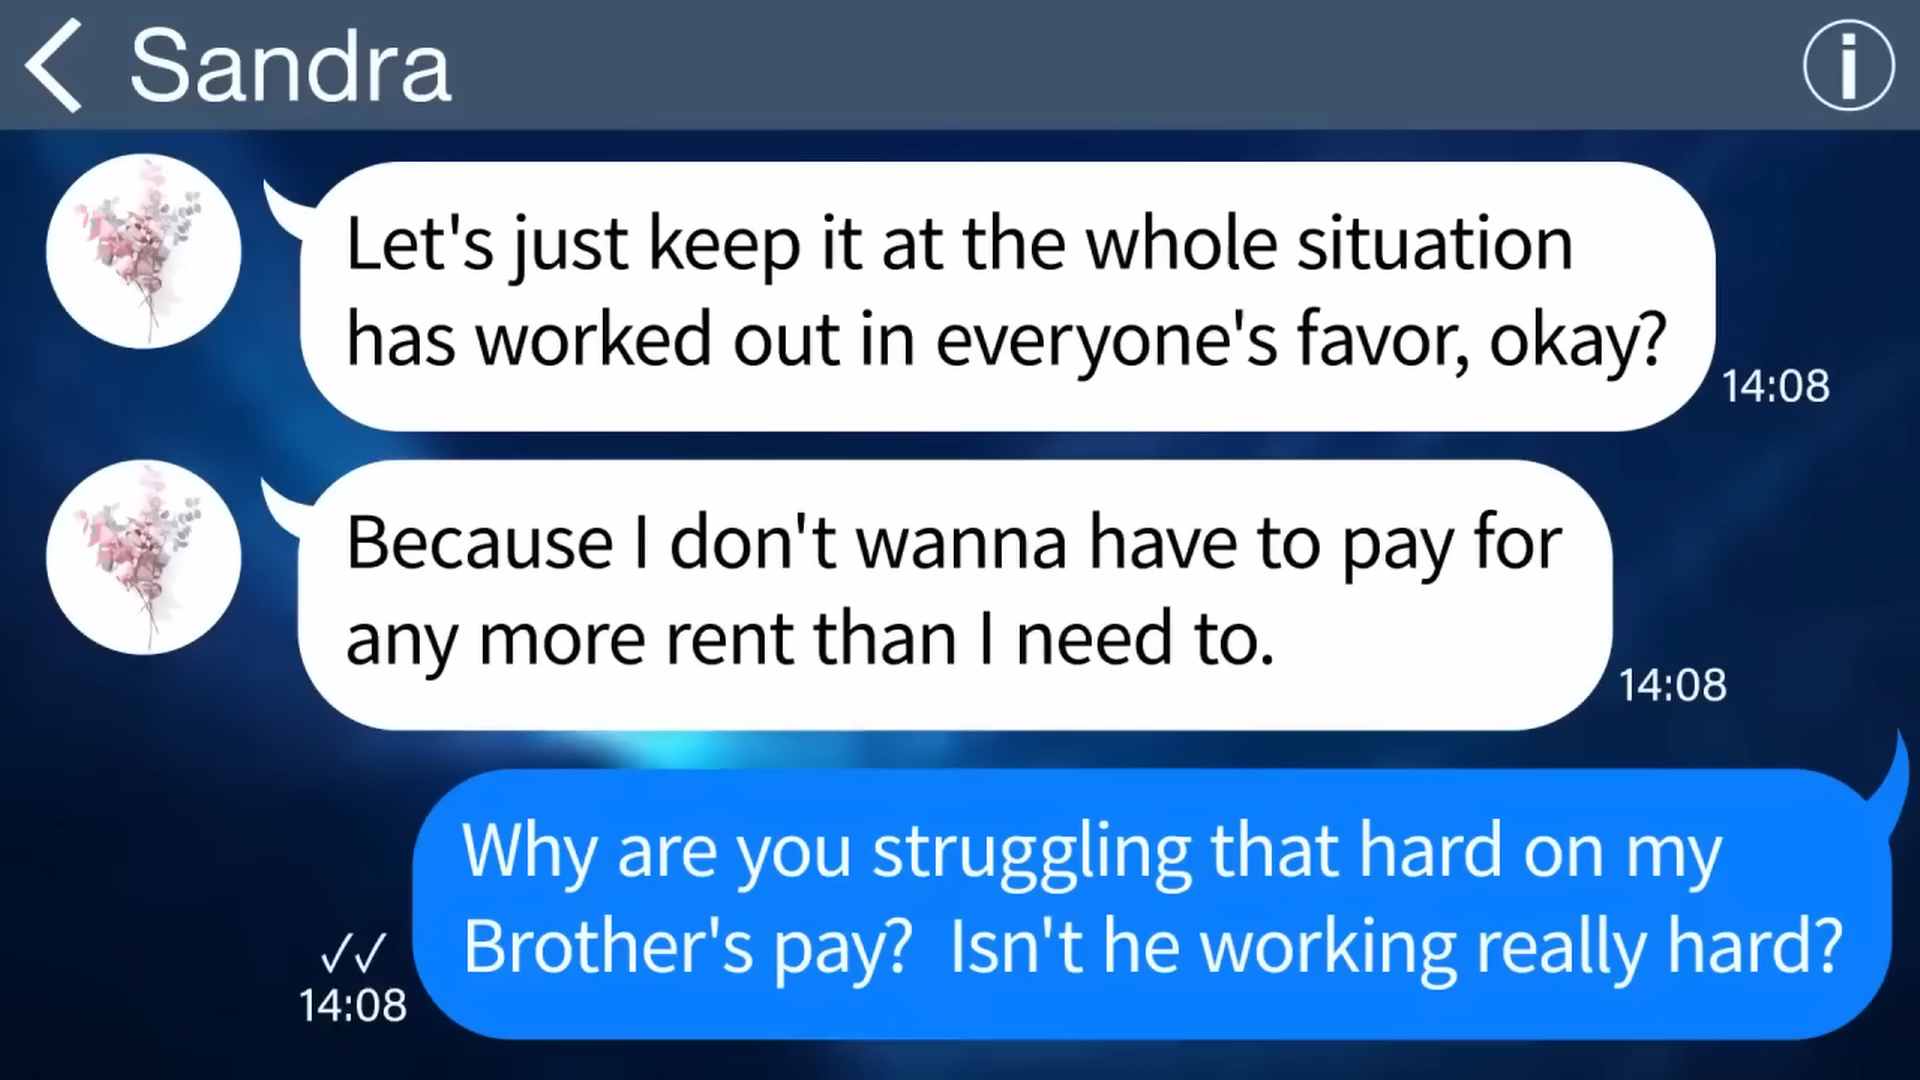 Sandra
Let's just keep it at the whole situation
has worked out in everyone's favor, okay?
14:08
Because I don't wanna have to pay for
any more rent than I need to.
14:08
Why are you struggling that hard on my
Brother's pay?  Isn't he working really hard?
14:08